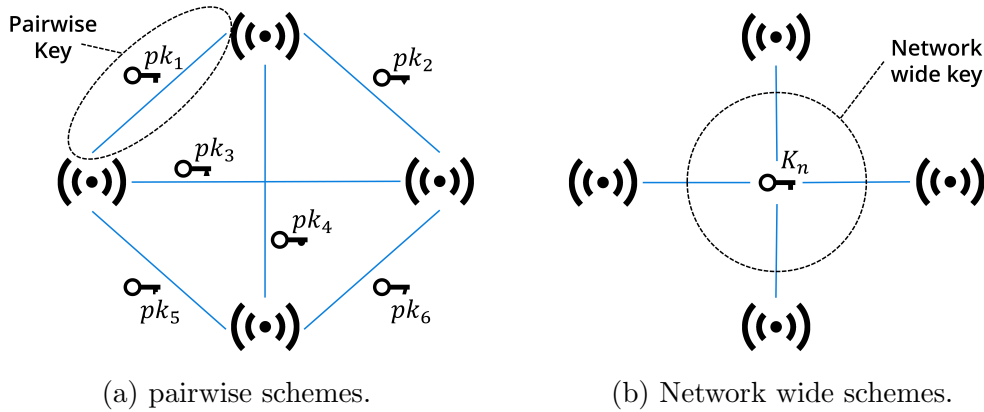 Pairwise
Key
pk₁
pk₂
pk₃
pk₄
pk₅
pk₆
(a) pairwise schemes.
Network
wide key
Kₙ
(b) Network wide schemes.